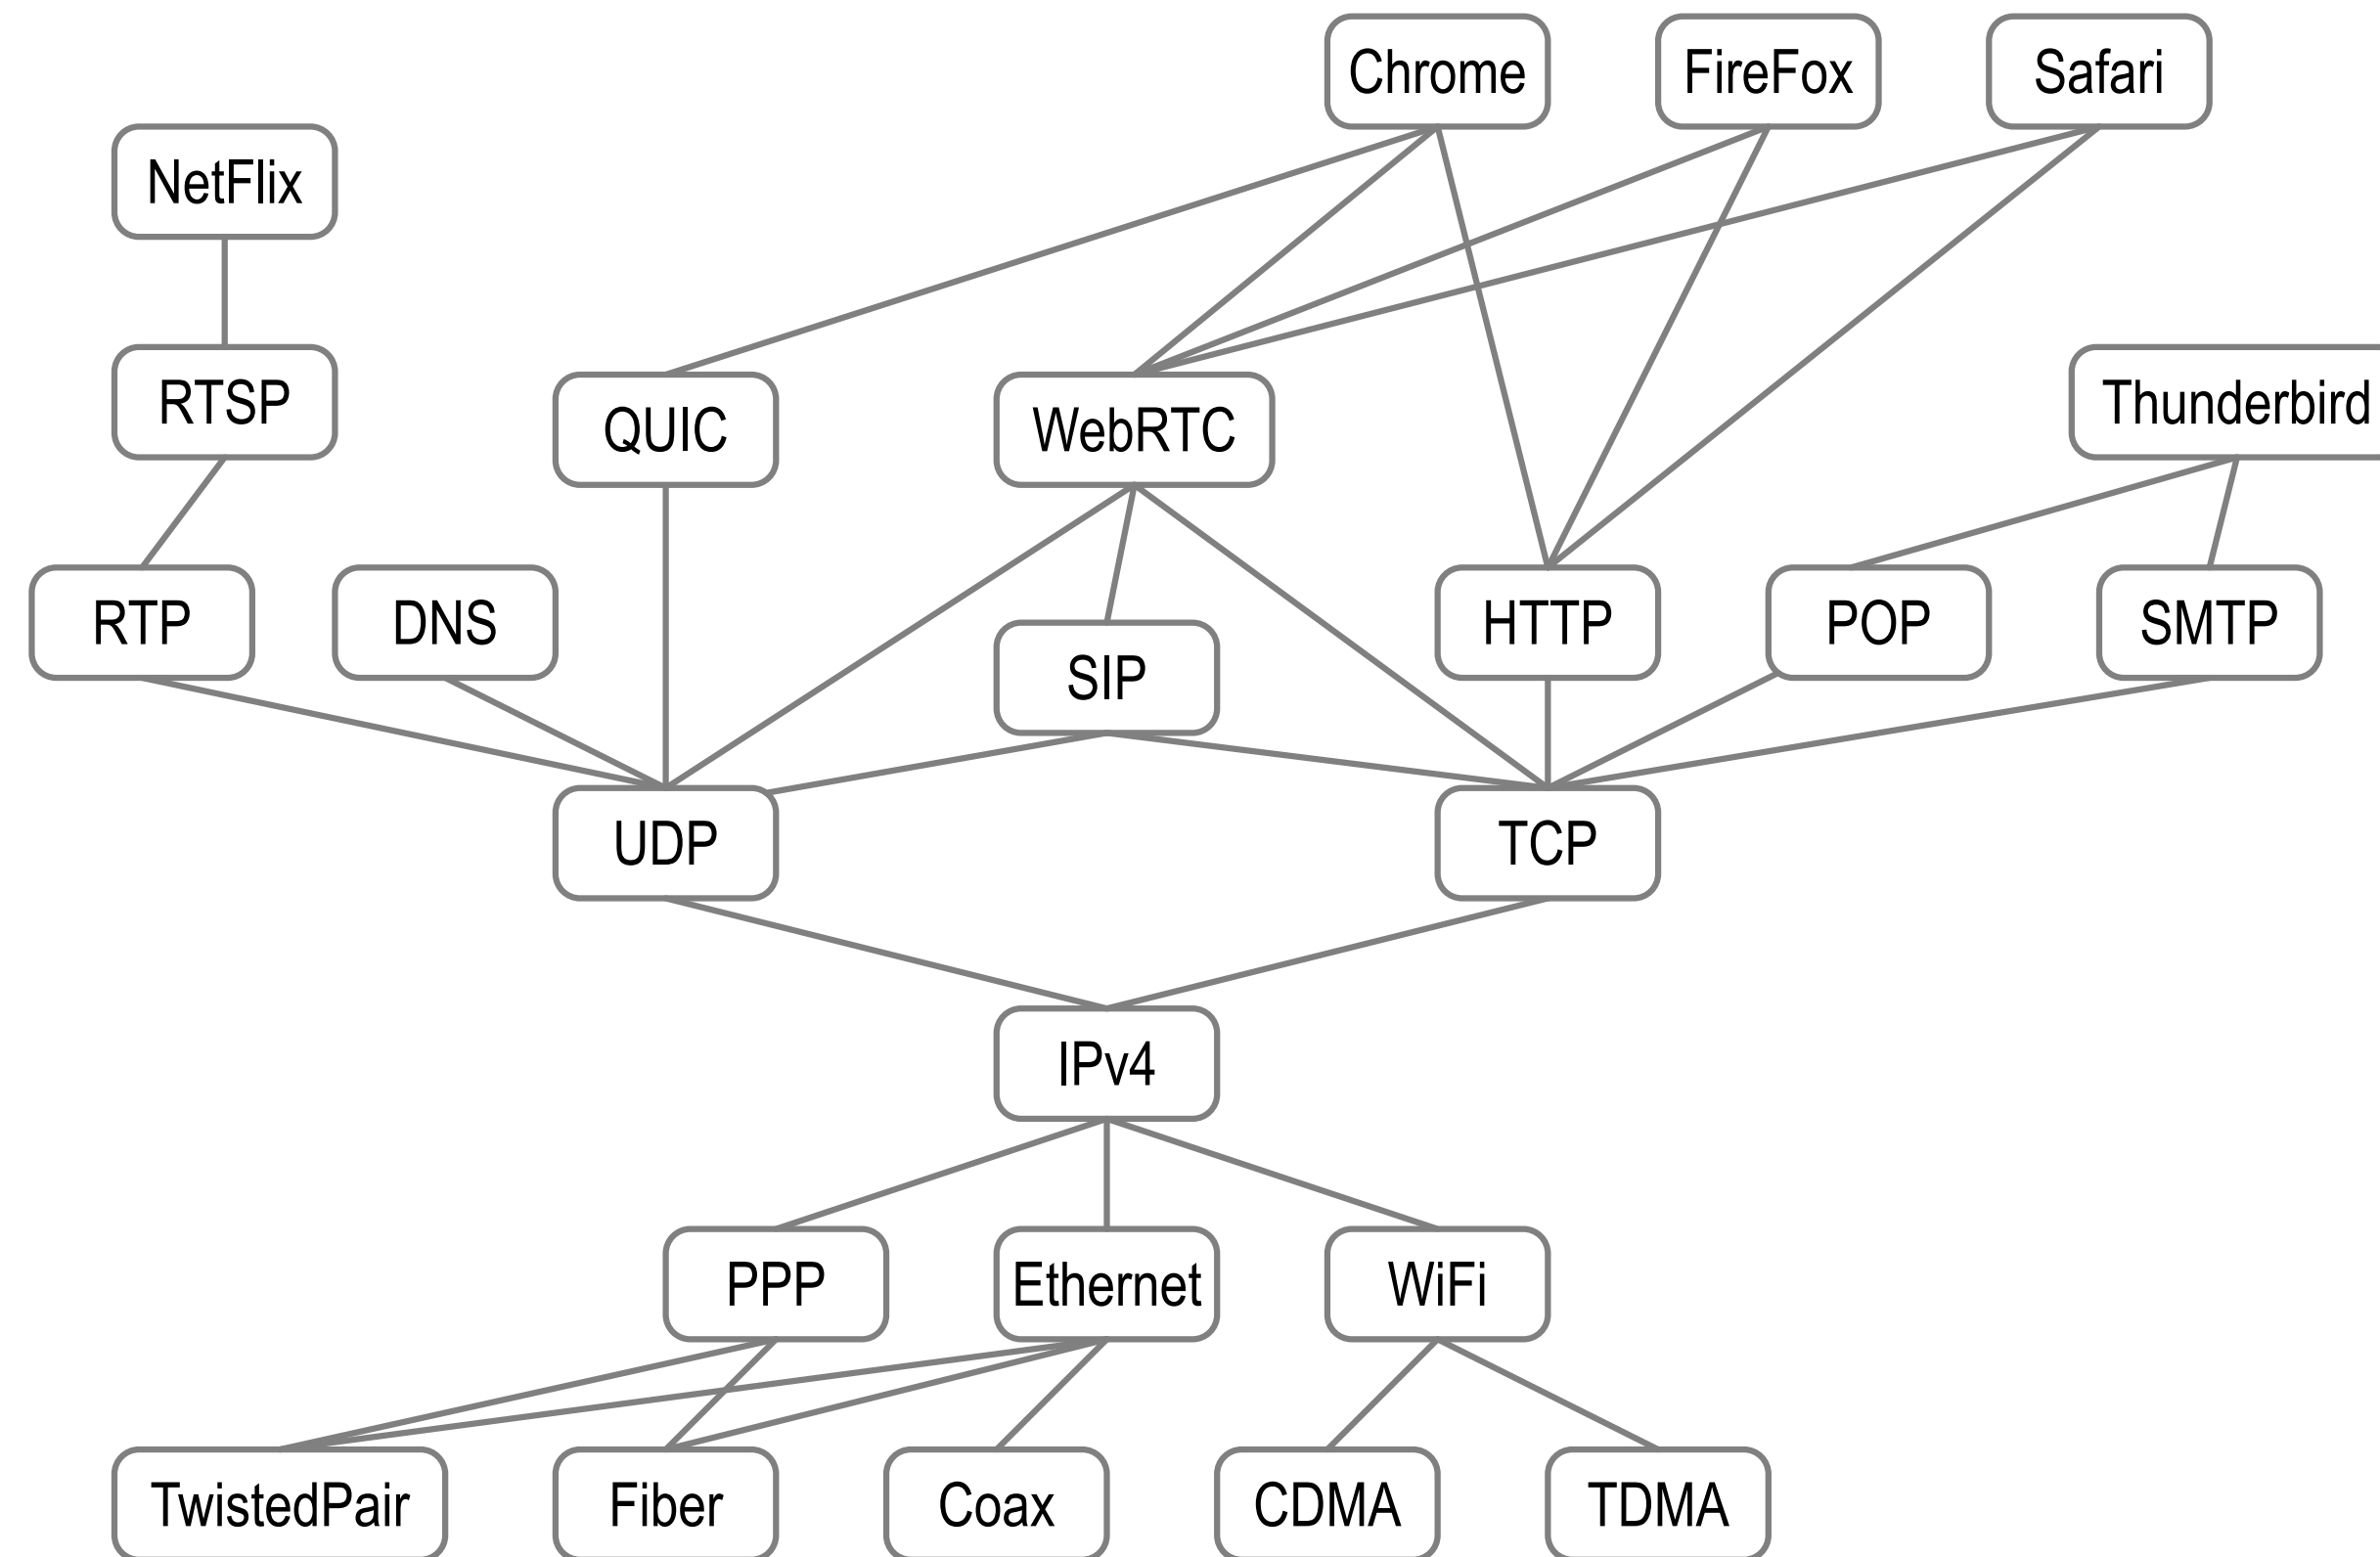 Chrome
FireFox
Safari
NetFlix
RTSP
QUIC
WebRTC
Thunderbird
RTP
DNS
SIP
HTTP
POP
SMTP
UDP
TCP
IPv4
PPP
Ethernet
WiFi
TwistedPair
Fiber
Coax
CDMA
TDMA